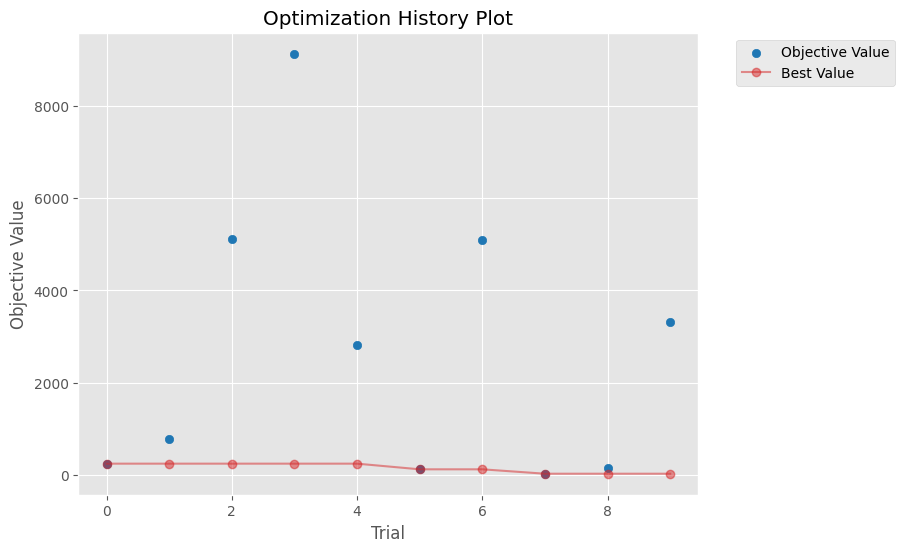 Optimization History Plot
Objective Value
Best Value
Objective Value
8000
6000
4000
2000
0
0 2 4 6 8
Trial